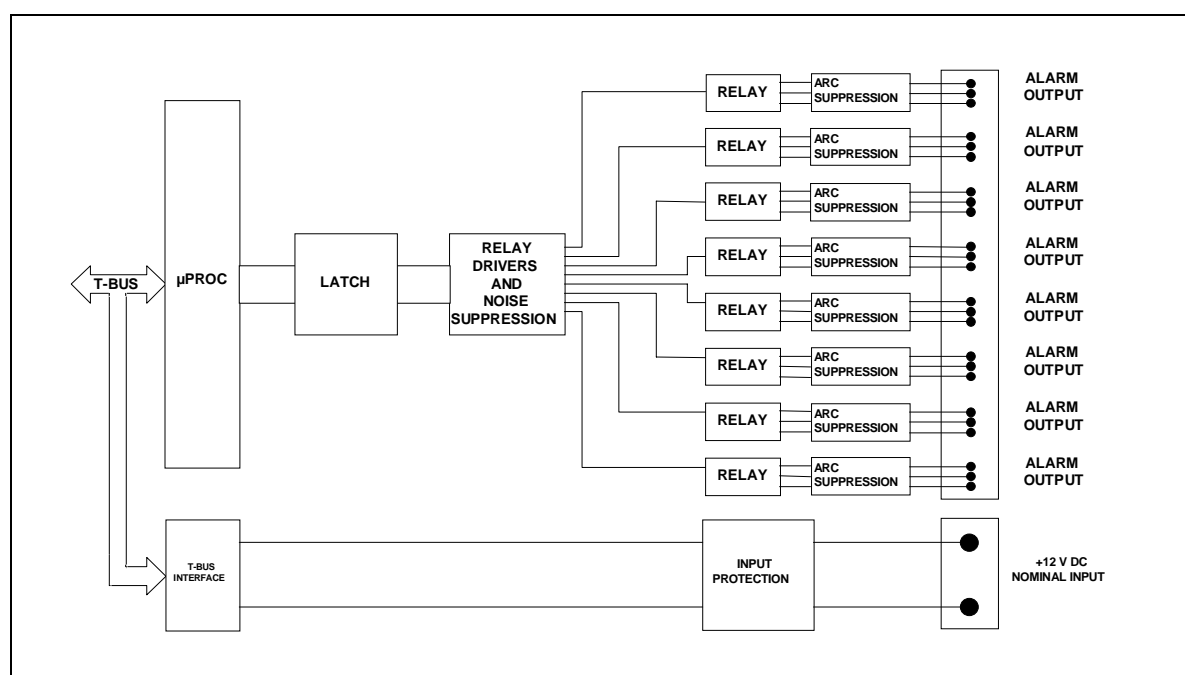 RELAY
ARC
SUPPRESSION
ALARM
OUTPUT
RELAY
ARC
SUPPRESSION
ALARM
OUTPUT
RELAY
ARC
SUPPRESSION
ALARM
OUTPUT
RELAY
ARC
SUPPRESSION
ALARM
OUTPUT
T-BUS
µPROC
LATCH
RELAY
DRIVERS
AND
NOISE
SUPPRESSION
RELAY
ARC
SUPPRESSION
ALARM
OUTPUT
RELAY
ARC
SUPPRESSION
ALARM
OUTPUT
RELAY
ARC
SUPPRESSION
ALARM
OUTPUT
RELAY
ARC
SUPPRESSION
ALARM
OUTPUT
T-BUS
INTERFACE
INPUT
PROTECTION
+12 V DC
NOMINAL INPUT